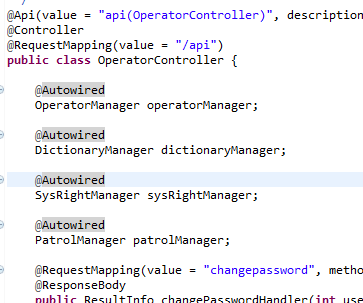 */
@Api(value = "api(OperatorController)", description
@Controller
@RequestMapping(value = "/api")
public class OperatorController {
@Autowired
OperatorManager operatorManager;
@Autowired
DictionaryManager dictionaryManager;
@Autowired
SysRightManager sysRightManager;
@Autowired
PatrolManager patrolManager;
@RequestMapping(value = "changepassword", metho
@ResponseBody
public ResultInfo changePasswordHandler(int use